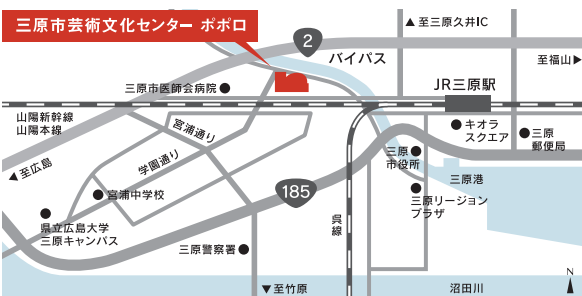 三原市芸術文化センター ポポロ
2
バイパス
▲至三原久井IC
至福山▶
三原市医師会病院
JR三原駅
山陽新幹線
山陽本線
宮浦通り
学園通り
キオラ
スクエア
三原
郵便局
三原
市役所
◀至広島
三原港
宮浦中学校
185
三原リージョン
プラザ
県立広島大学
三原キャンパス
呉線
三原警察署
▼至竹原
沼田川
N